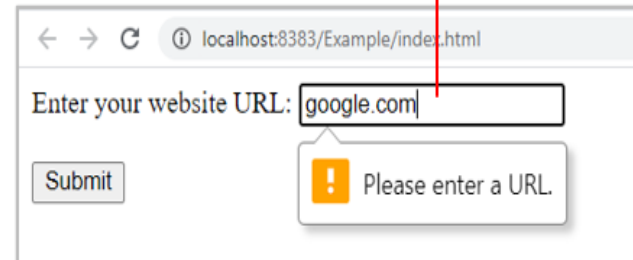 localhost:8383/Example/index.html
Enter your website URL: google.com
Submit
Please enter a URL.